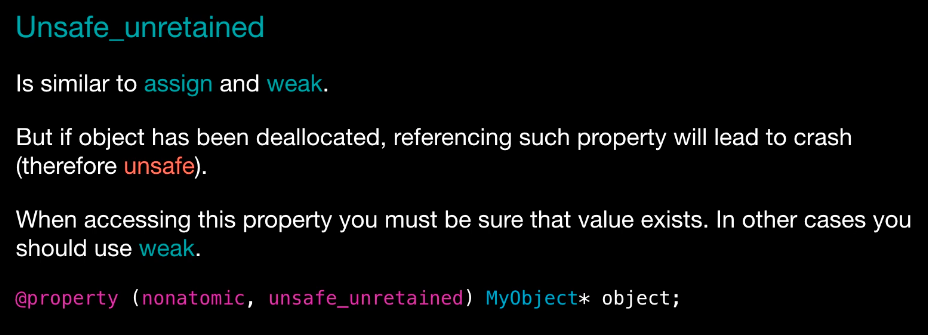 Unsafe_unretained
Is similar to assign and weak.
But if object has been deallocated, referencing such property will lead to crash
(therefore unsafe).
When accessing this property you must be sure that value exists. In other cases you
should use weak.
@property (nonatomic, unsafe_unretained) MyObject* object;